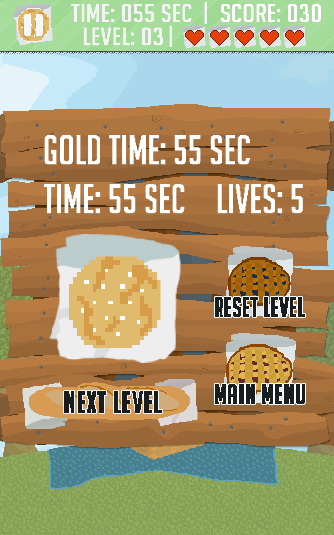 TIME: 055 SEC | SCORE: 030
LEVEL: 03|
GOLD TIME: 55 SEC
TIME: 55 SEC LIVES: 5
RESET LEVEL
MAIN MENU
NEXT LEVEL